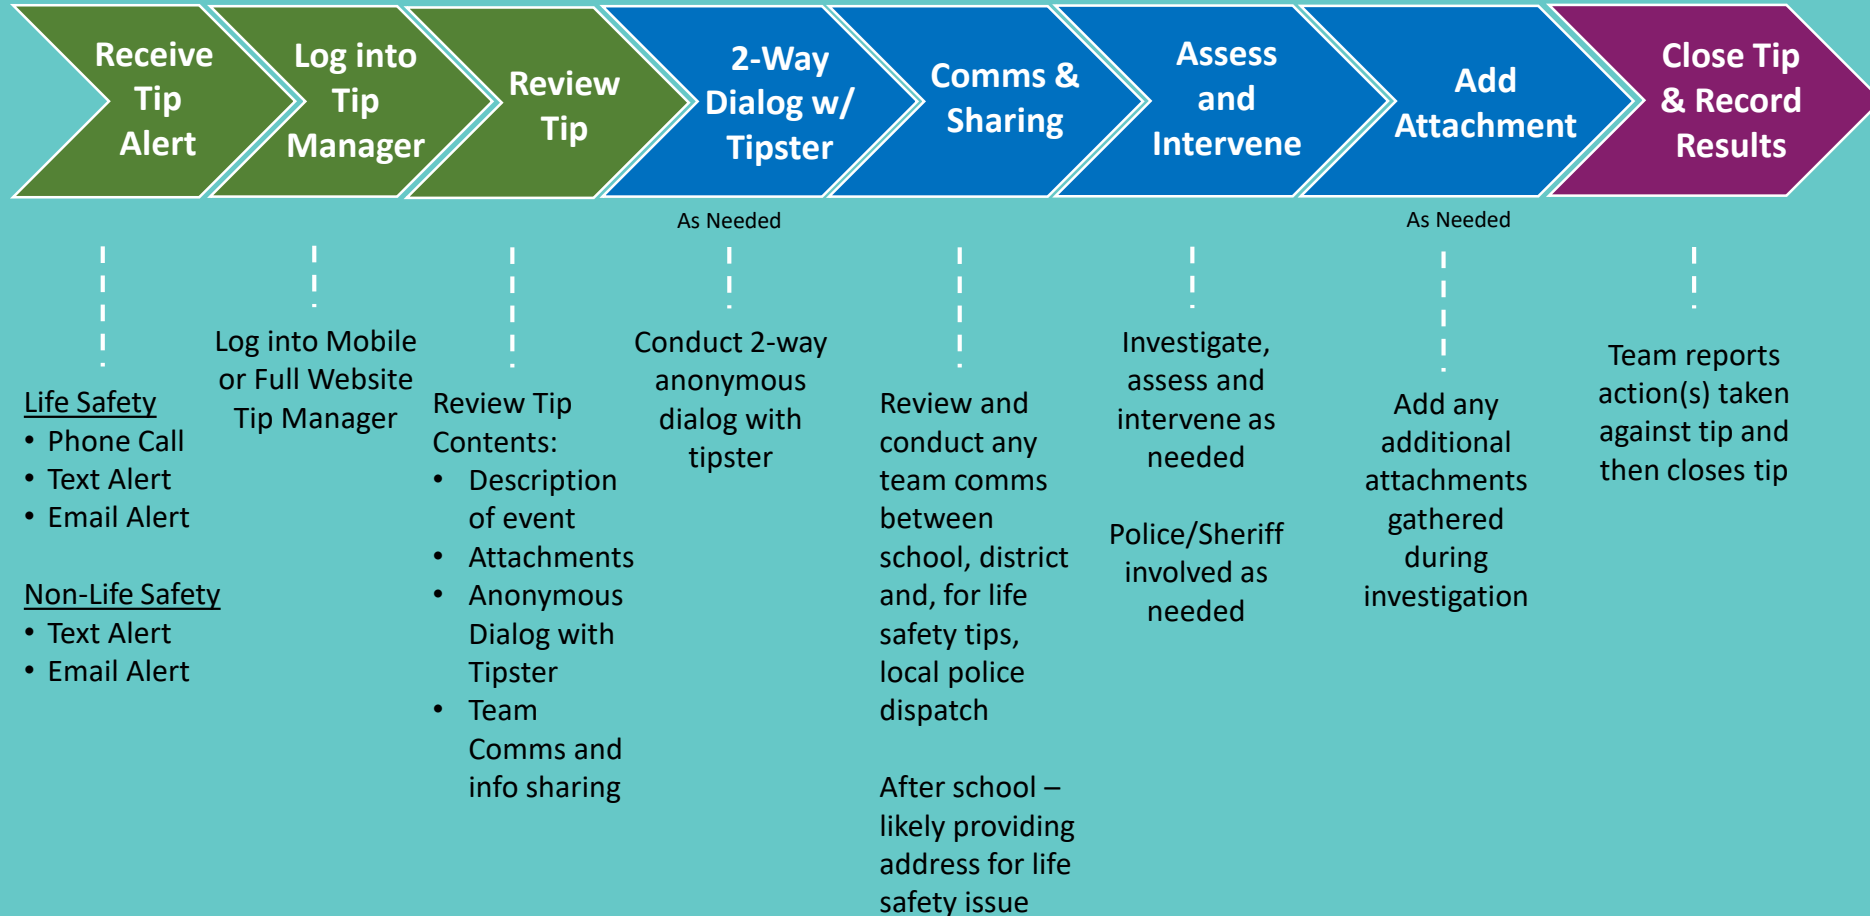 Receive
Tip
Alert
Log into
Tip
Manager
Review
Tip
2-Way
Dialog w/
Tipster
Comms &
Sharing
Assess
and
Intervene
Add
Attachment
Close Tip
& Record
Results
As Needed
As Needed
Life Safety
• Phone Call
• Text Alert
• Email Alert
Non-Life Safety
• Text Alert
• Email Alert
Log into Mobile
or Full Website
Tip Manager
Review Tip
Contents:
• Description
of event
• Attachments
• Anonymous
Dialog with
Tipster
• Team
Comms and
info sharing
Conduct 2-way
anonymous
dialog with
tipster
Review and
conduct any
team comms
between
school, district
and, for life
safety tips,
local police
dispatch
After school –
likely providing
address for life
safety issue
Investigate,
assess and
intervene as
needed
Police/Sheriff
involved as
needed
Add any
additional
attachments
gathered
during
investigation
Team reports
action(s) taken
against tip and
then closes tip